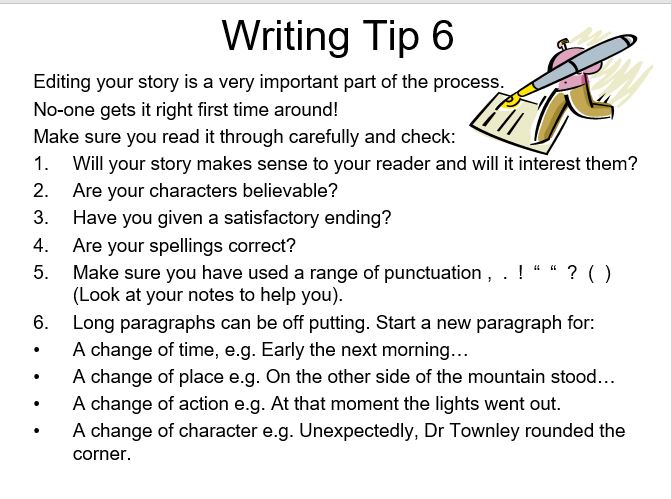 Writing Tip 6
Editing your story is a very important part of the process.
No-one gets it right first time around!
Make sure you read it through carefully and check:
1. Will your story makes sense to your reader and will it interest them?
2. Are your characters believable?
3. Have you given a satisfactory ending?
4. Are your spellings correct?
5. Make sure you have used a range of punctuation , . ! “ “ ? ( )
(Look at your notes to help you).
6. Long paragraphs can be off putting. Start a new paragraph for:
• A change of time, e.g. Early the next morning…
• A change of place e.g. On the other side of the mountain stood…
• A change of action e.g. At that moment the lights went out.
• A change of character e.g. Unexpectedly, Dr Townley rounded the
corner.